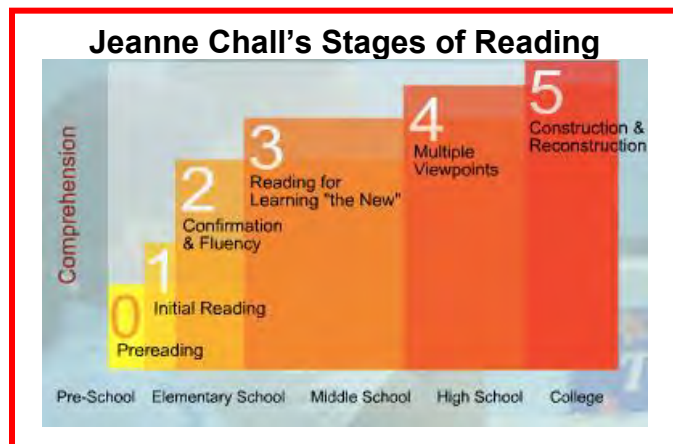 Jeanne Chall's Stages of Reading
Comprehension
0
Prereading
1
Initial Reading
2
Confirmation
& Fluency
3
Reading for
Learning "the New"
4
Multiple
Viewpoints
5
Construction &
Reconstruction
Pre-School Elementary School Middle School High School College